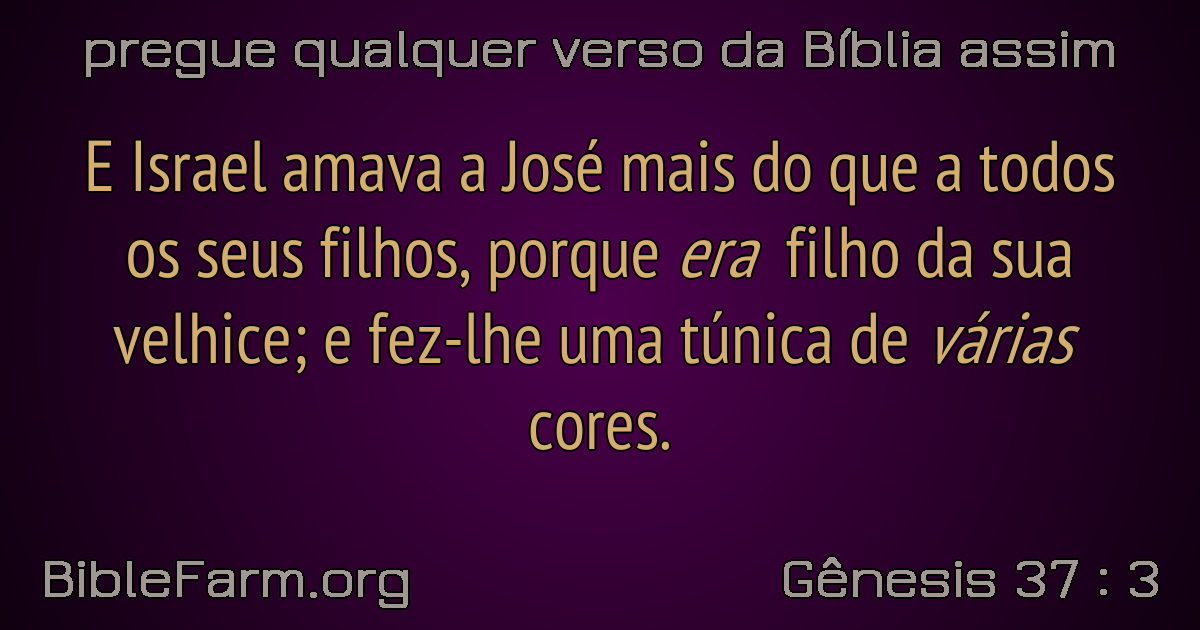 pregue qualquer verso da Bíblia assim
E Israel amava a José mais do que a todos
os seus filhos, porque era filho da sua
velhice; e fez-lhe uma túnica de várias
cores.
BibleFarm.org
Gênesis 37 : 3